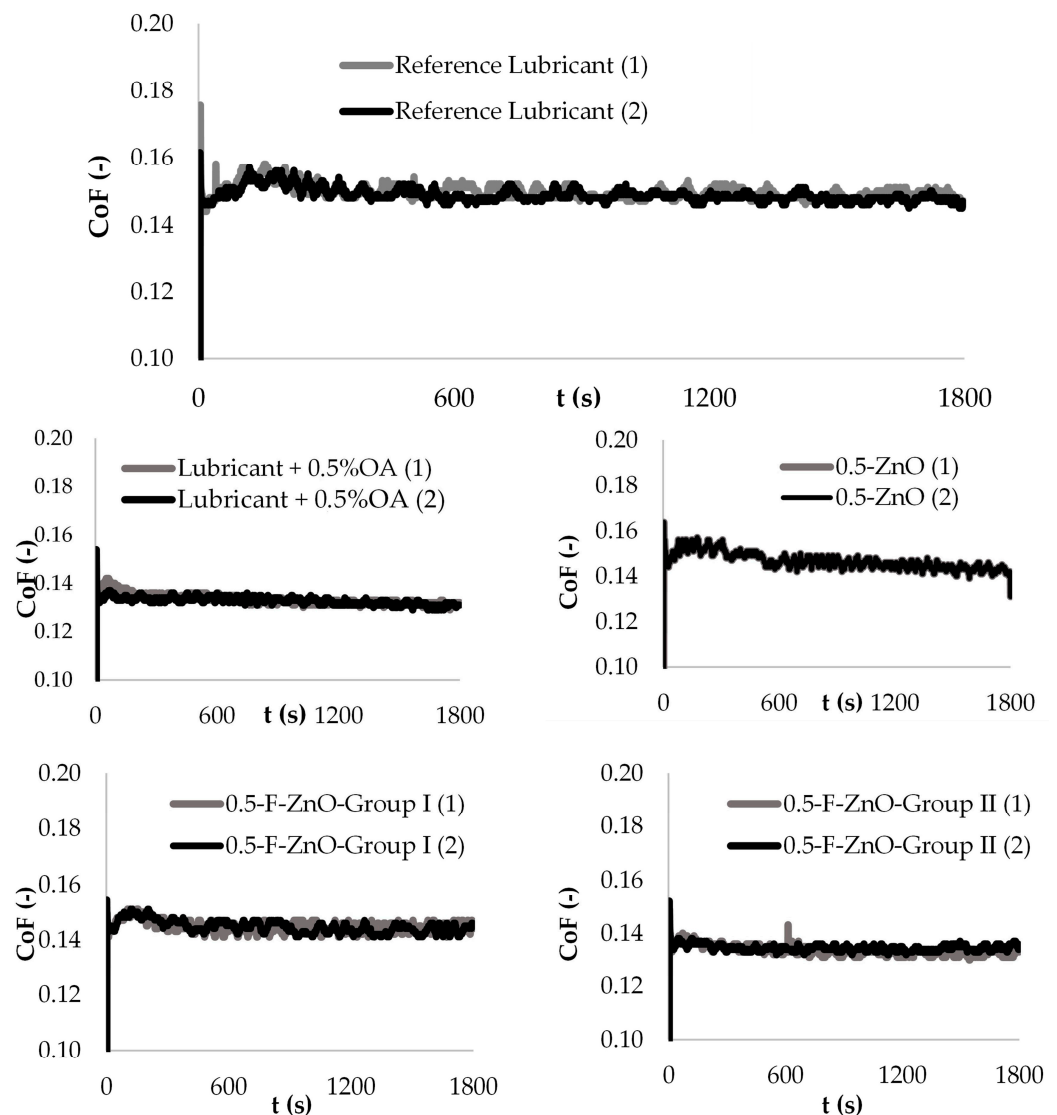 0.20
0.18
0.16
0.14
0.12
0.10
CoF (-)
Reference Lubricant (1)
Reference Lubricant (2)
0
600
t (s)
1200
1800
0.20
0.18
0.16
0.14
0.12
0.10
CoF (-)
Lubricant + 0.5%OA (1)
Lubricant + 0.5%OA (2)
0
600
t (s)
1200
1800
0.20
0.18
0.16
0.14
0.12
0.10
CoF (-)
0.5-ZnO (1)
0.5-ZnO (2)
0
600
t (s)
1200
1800
0.20
0.18
0.16
0.14
0.12
0.10
CoF (-)
0.5-F-ZnO-Group I (1)
0.5-F-ZnO-Group I (2)
0
600
t (s)
1200
1800
0.20
0.18
0.16
0.14
0.12
0.10
CoF (-)
0.5-F-ZnO-Group II (1)
0.5-F-ZnO-Group II (2)
0
600
t (s)
1200
1800